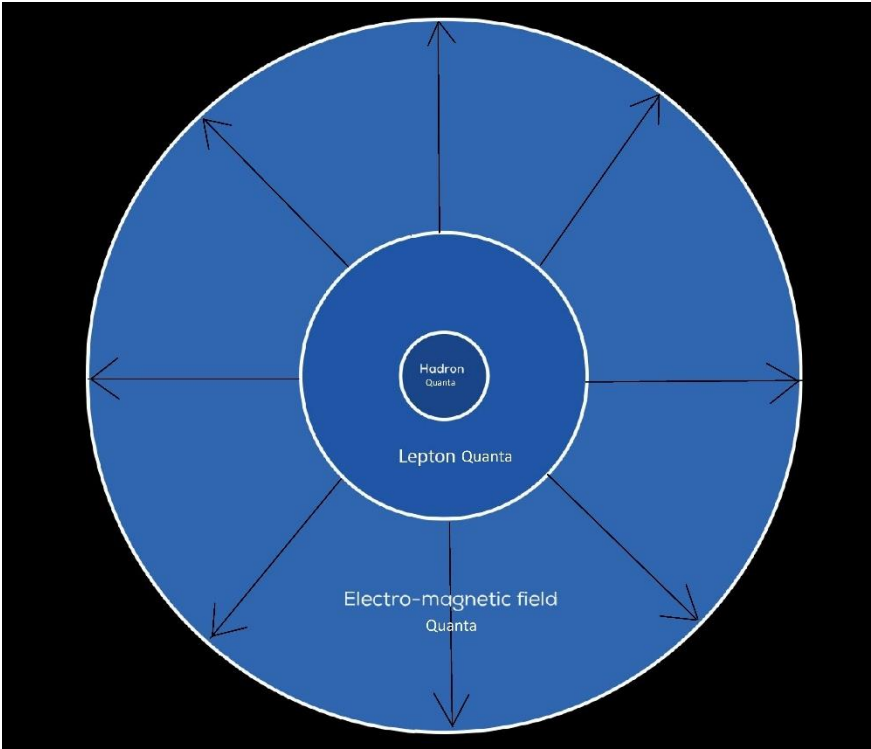 Hadron
Quanta
Lepton Quanta
Electro-magnetic field
Quanta